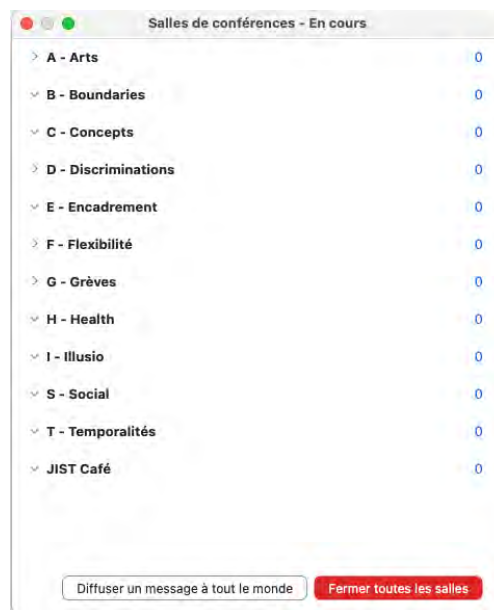 Salles de conférences - En cours
A - Arts 0
B - Boundaries 0
C - Concepts 0
D - Discriminations 0
E - Encadrement 0
F - Flexibilité 0
G - Grèves 0
H - Health 0
I - Illusio 0
S - Social 0
T - Temporalités 0
JIST Café 0
Diffuser un message à tout le monde Fermer toutes les salles